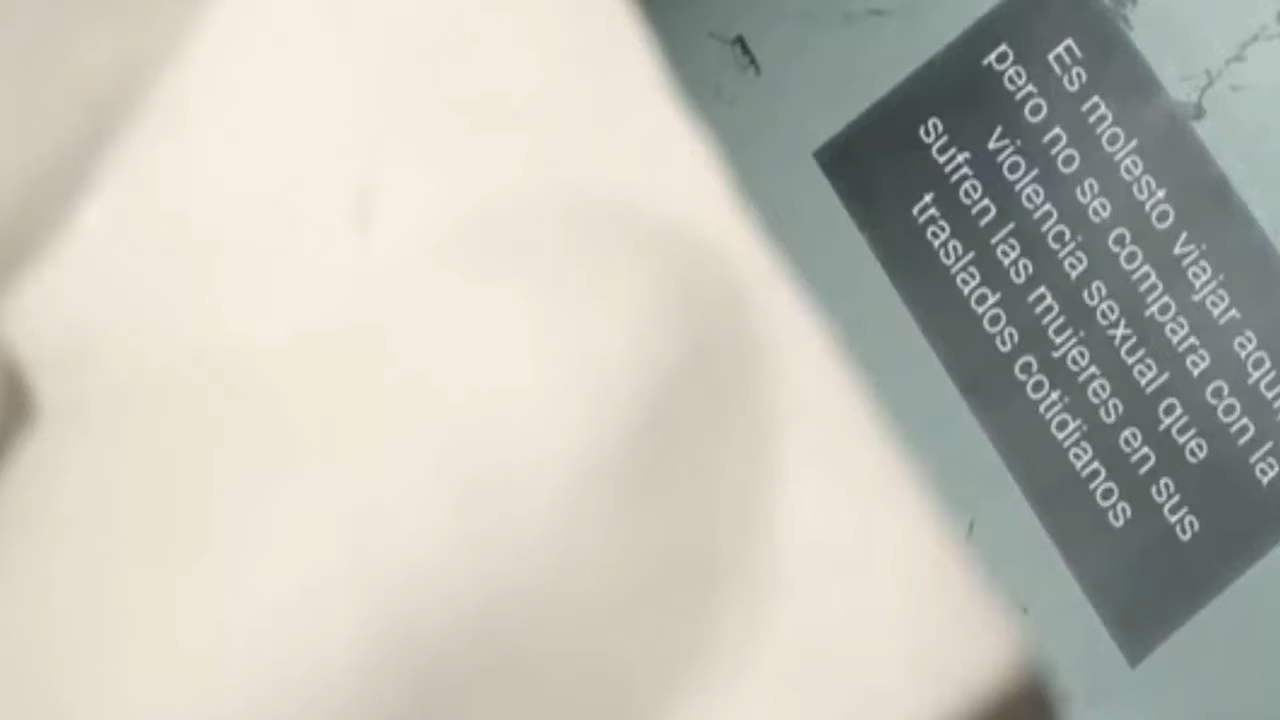 Es molesto viajar aquí
pero no se compara con la
violencia sexual que
sufren las mujeres en sus
traslados cotidianos